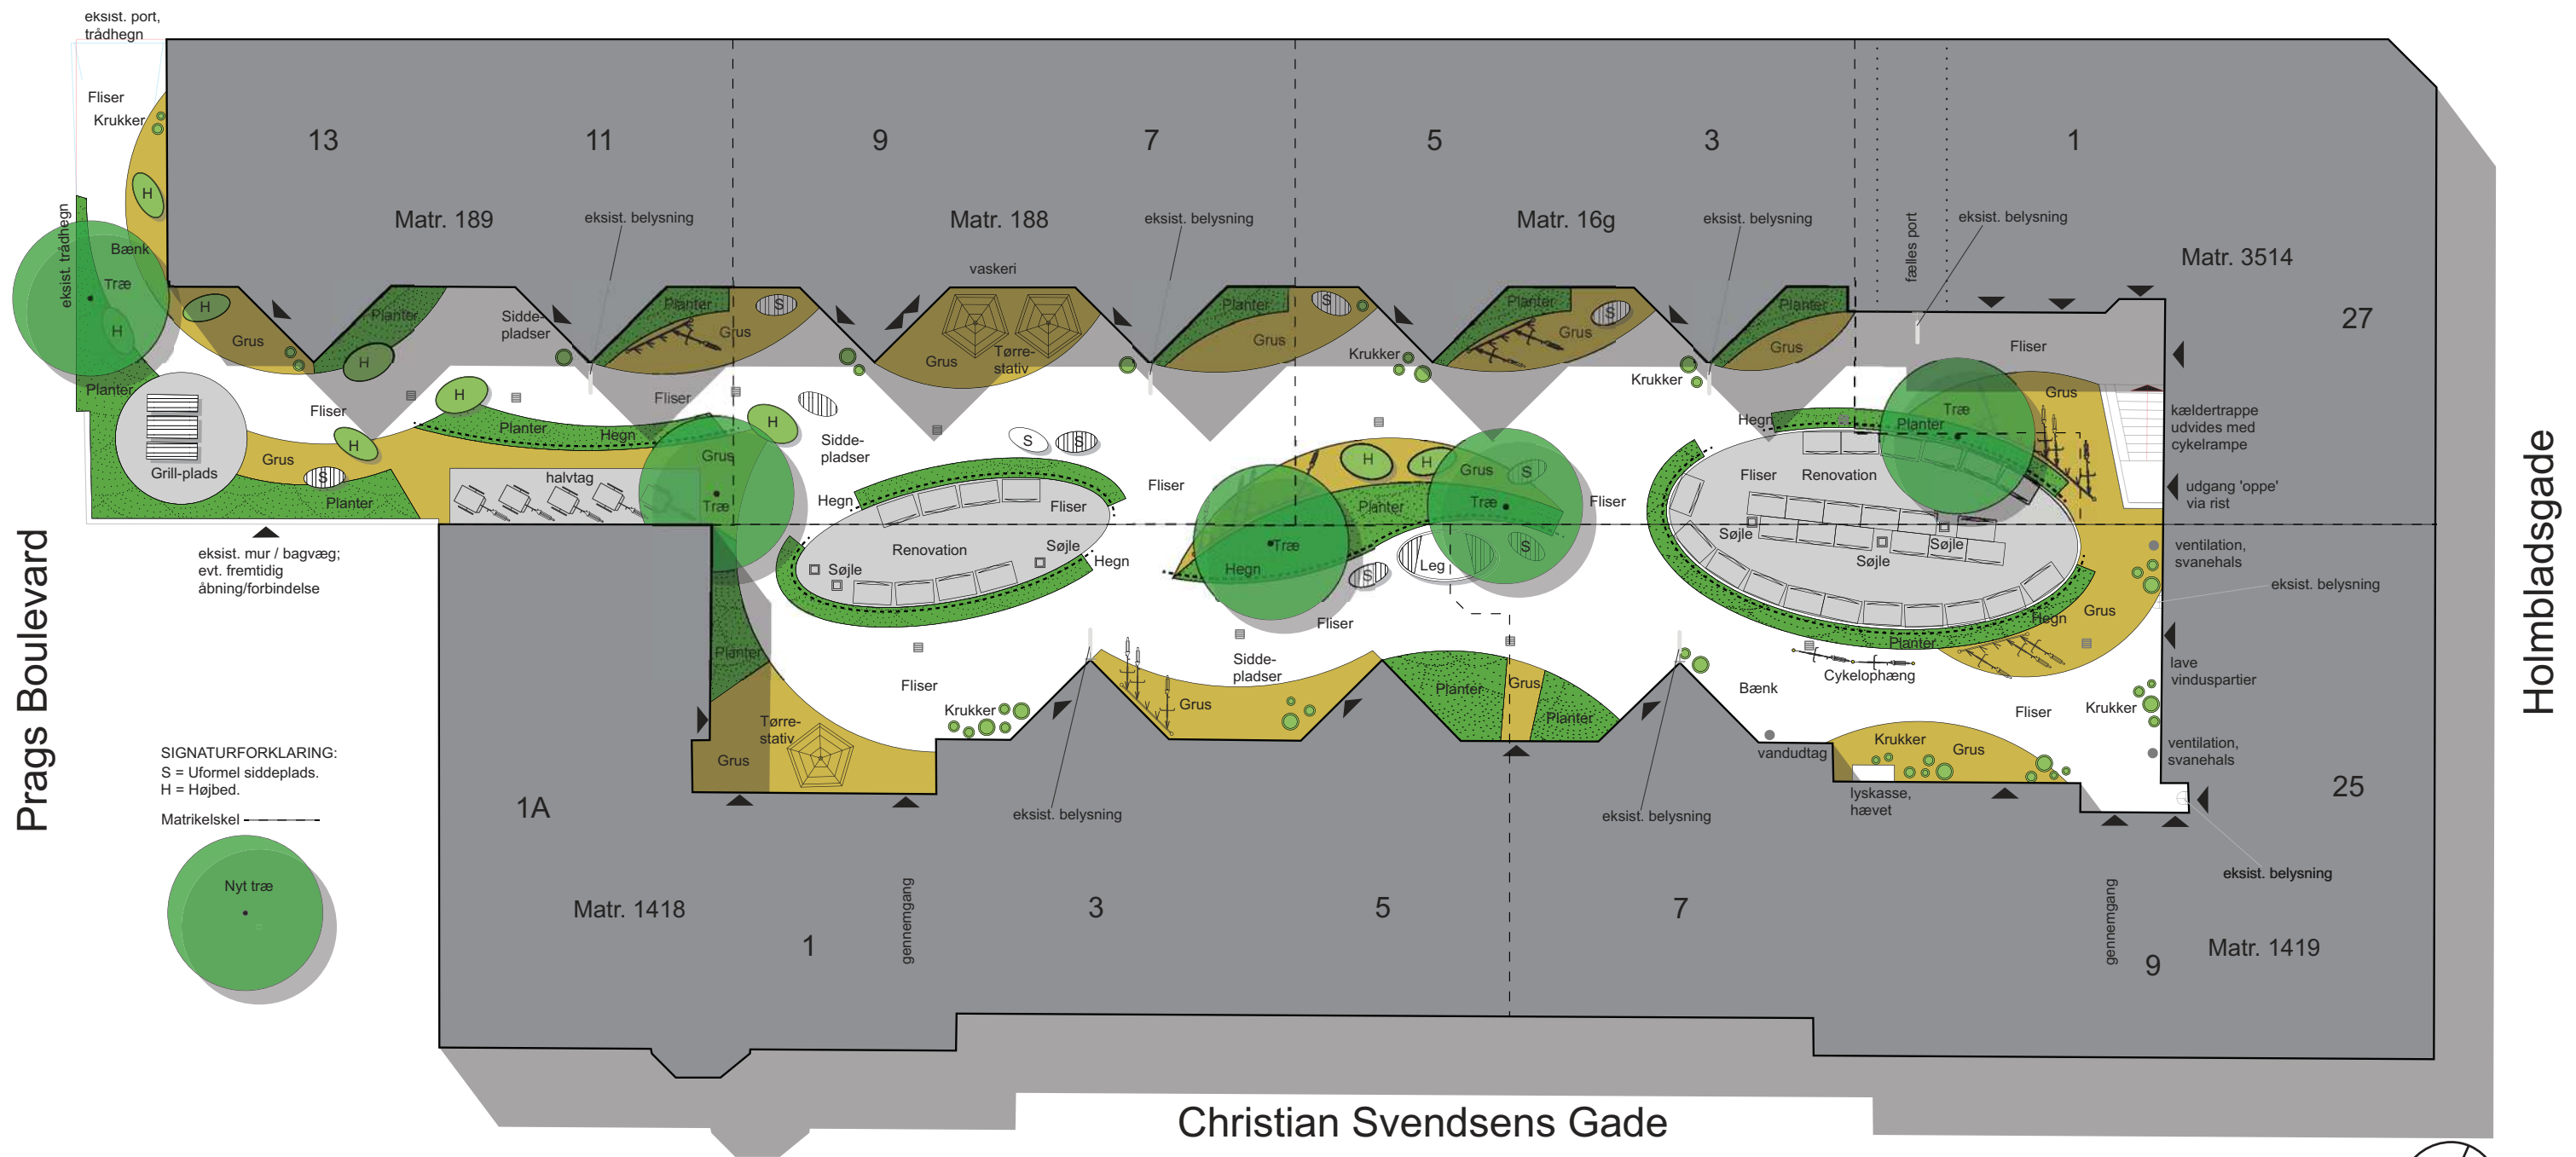 eksist. port,
trådhegn
Fliser
Krukker
13
11
9
7
5
3
1
H
eksist. trådhegn
Bænk
Træ
H
Planter
Matr. 189
eksist. belysning
Matr. 188
eksist. belysning
Matr. 16g
eksist. belysning
fælles port
eksist. belysning
Matr. 3514
27
vaskeri
H
Grus
Planter
H
Sidde-
pladser
Planter
Grus
S
Grus
Tørre-
stativ
Planter
Grus
S
Krukker
Planter
Grus
S
Krukker
Planter
Grus
Fliser
Grus
kældertrappe
udvides med
cykelrampe
udgang 'oppe'
via rist
Grill-plads
Fliser
H
Grus
S
Planter
H
Planter
Hegn
Fliser
halvtag
Grus
Træ
H
Sidde-
pladser
S
S
Hegn
Fliser
Renovation
Søjle
Søjle
Hegn
Fliser
H
H
Grus
S
Planter
Træ
Træ
Hegn
S
Leg
S
Fliser
Fliser
Hegn
Planter
Træ
Fliser
Renovation
Søjle
Søjle
Søjle
Hegn
Planter
Grus
ventilation,
svanehals
eksist. belysning
lave
vinduspartier
Cykelophæng
Prags Boulevard
Holmbladsgade
eksist. mur / bagvæg;
evt. fremtidig
åbning/forbindelse
Planter
Tørre-
stativ
Grus
Fliser
Krukker
Sidde-
pladser
Grus
Planter
Grus
Planter
Bænk
vandudtag
Krukker
Grus
Fliser
Krukker
ventilation,
svanehals
lyskasse,
hævet
eksist. belysning
eksist. belysning
eksist. belysning
25
SIGNATURFORKLARING:
S = Uformel siddeplads.
H = Højbed.
Matrikelskel
Nyt træ
1A
Matr. 1418
1
gennemgang
3
5
7
gennemgang
9
Matr. 1419
Christian Svendsens Gade